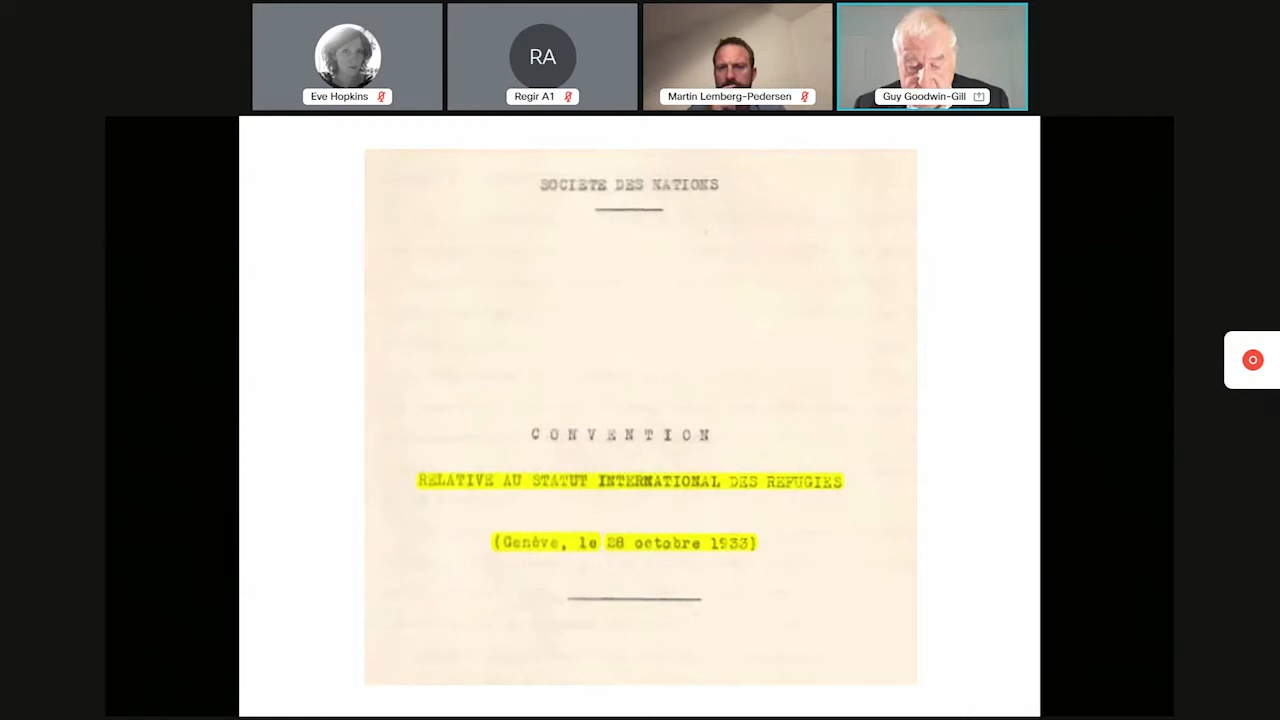 Eve Hopkins
RA
Regir A1
Martin Lemberg-Pedersen
Guy Goodwin-Gill
SOCIETE DES NATIONS
CONVENTION
RELATIVE AU STATUT INTERNATIONAL DES REFUGIES
(Genève, le 28 octobre 1933)